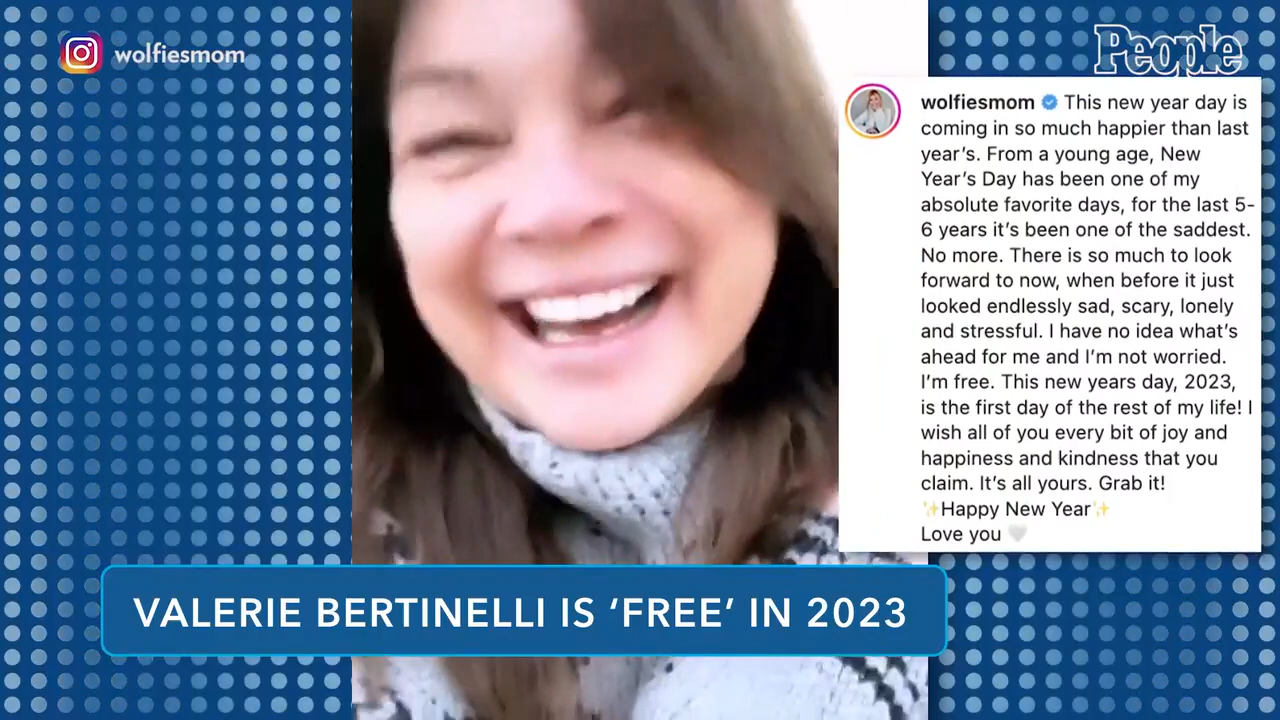 wolfiesmom
People
wolfiesmom This new year day is
coming in so much happier than last
year’s. From a young age, New
Year’s Day has been one of my
absolute favorite days, for the last 5-
6 years it’s been one of the saddest.
No more. There is so much to look
forward to now, when before it just
looked endlessly sad, scary, lonely
and stressful. I have no idea what’s
ahead for me and I’m not worried.
I’m free. This new years day, 2023,
is the first day of the rest of my life! I
wish all of you every bit of joy and
happiness and kindness that you
claim. It’s all yours. Grab it!
✨Happy New Year✨
Love you 🤍
VALERIE BERTINELLI IS ‘FREE’ IN 2023